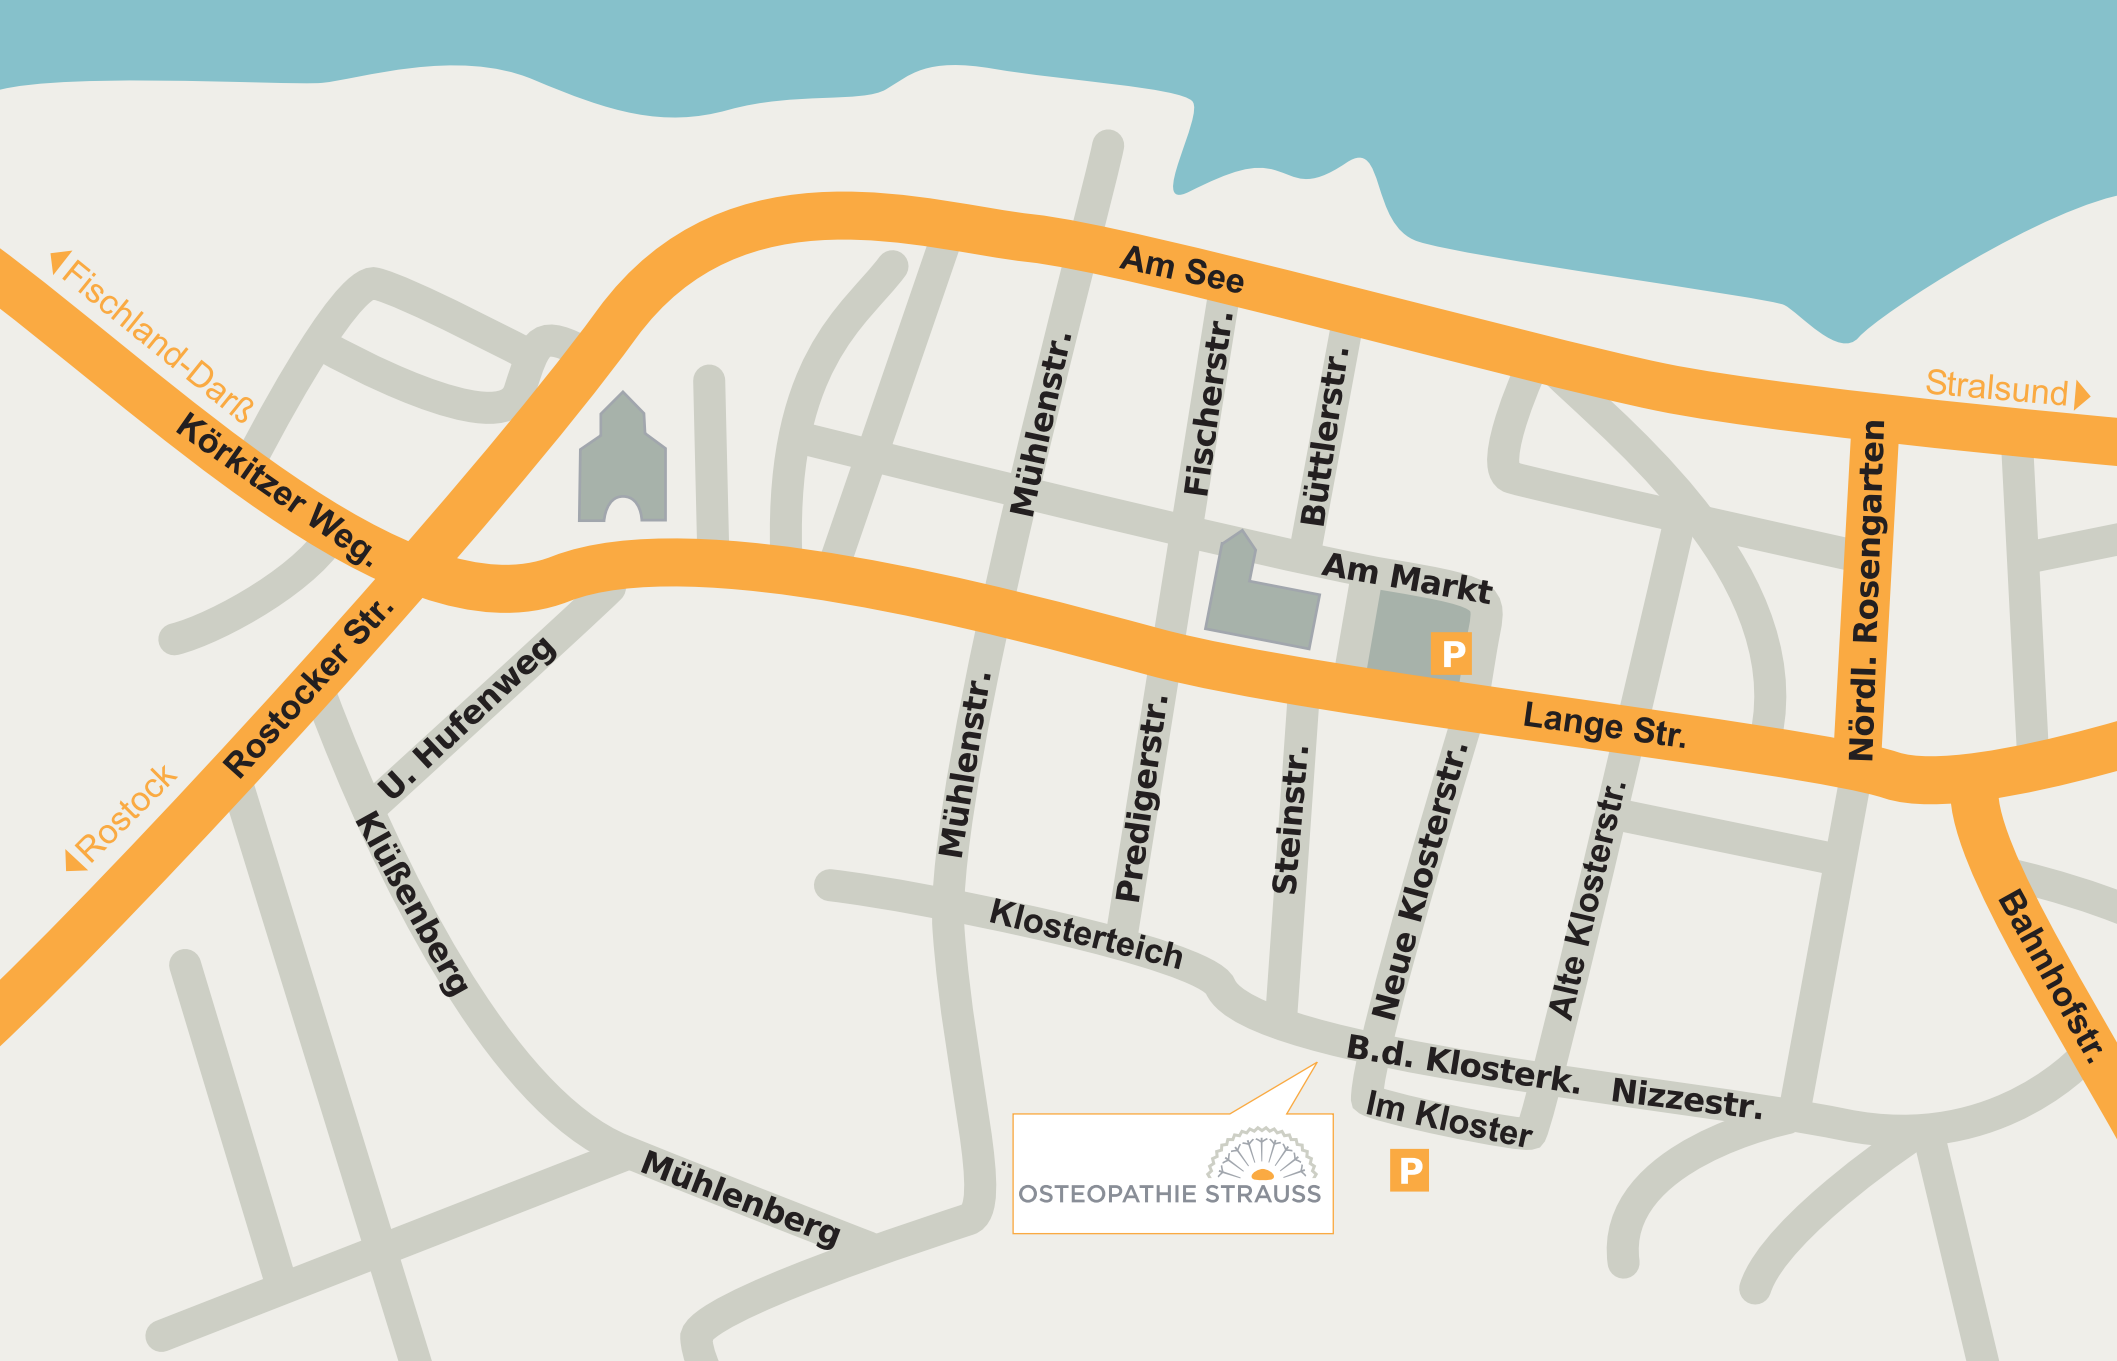 Am See
Fischland-Darß
Stralsund
Körkitzer Weg.
Mühlenstr.
Fischerstr.
Büttlerstr.
Nördl. Rosengarten
Am Markt
P
Rostocker Str.
U. Hufenweg
Lange Str.
Rostock
Mühlenstr.
Predigerstr.
Steinstr.
Neue Klosterstr.
Alte Klosterstr.
Klüßenberg
Klosterteich
Bahnhofstr.
B.d. Klosterk.
Nizzestr.
Im Kloster
Mühlenberg
P
OSTEOPATHIE STRAUSS